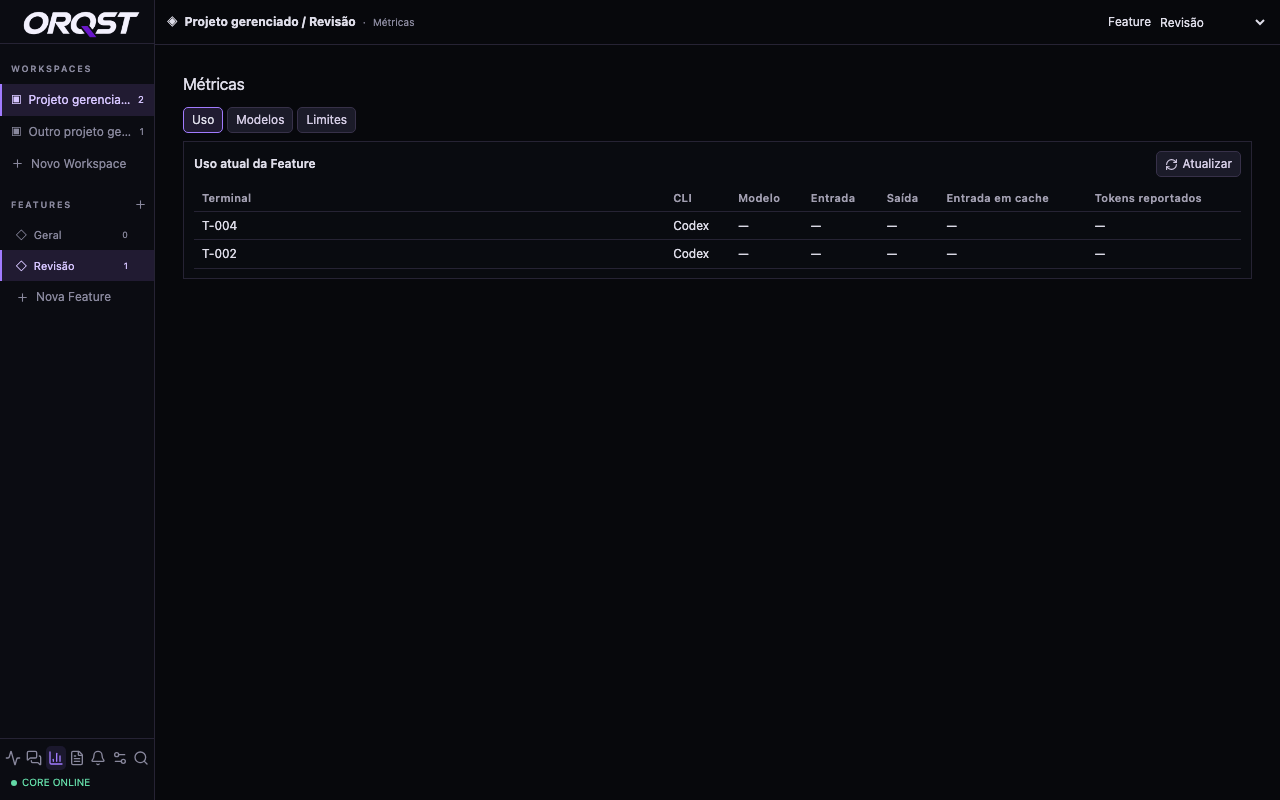 ORQST
Projeto gerenciado / Revisão · Métricas
Feature Revisão
WORKSPACES
Projeto gerencia... 2
Outro projeto ge... 1
+ Novo Workspace
FEATURES +
Geral 0
Revisão 1
+ Nova Feature
CORE ONLINE
Métricas
Uso Modelos Limites
Uso atual da Feature
Atualizar
Terminal CLI Modelo Entrada Saída Entrada em cache Tokens reportados
T-004 Codex — — — — —
T-002 Codex — — — — —